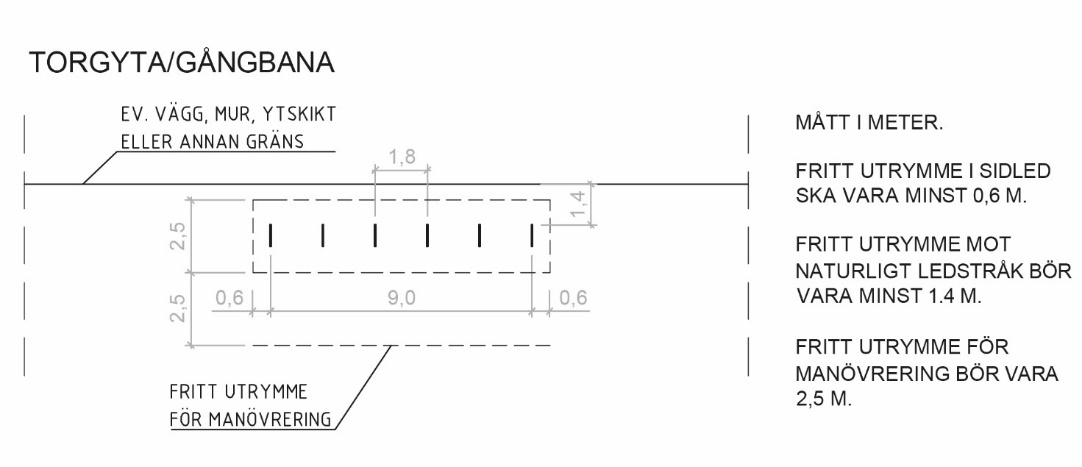 TORGYTA/GÅNGBANA
EV. VÄGG, MUR, YTSKIKT
ELLER ANNAN GRÄNS
1,8
1,4
2,5
2,5
0,6
9,0
0,6
FRITT UTRYMME
FÖR MANÖVRERING
MÅTT I METER.
FRITT UTRYMME I SIDLED
SKA VARA MINST 0,6 M.
FRITT UTRYMME MOT
NATURLIGT LEDSTRÅK BÖR
VARA MINST 1.4 M.
FRITT UTRYMME FÖR
MANÖVRERING BÖR VARA
2,5 M.